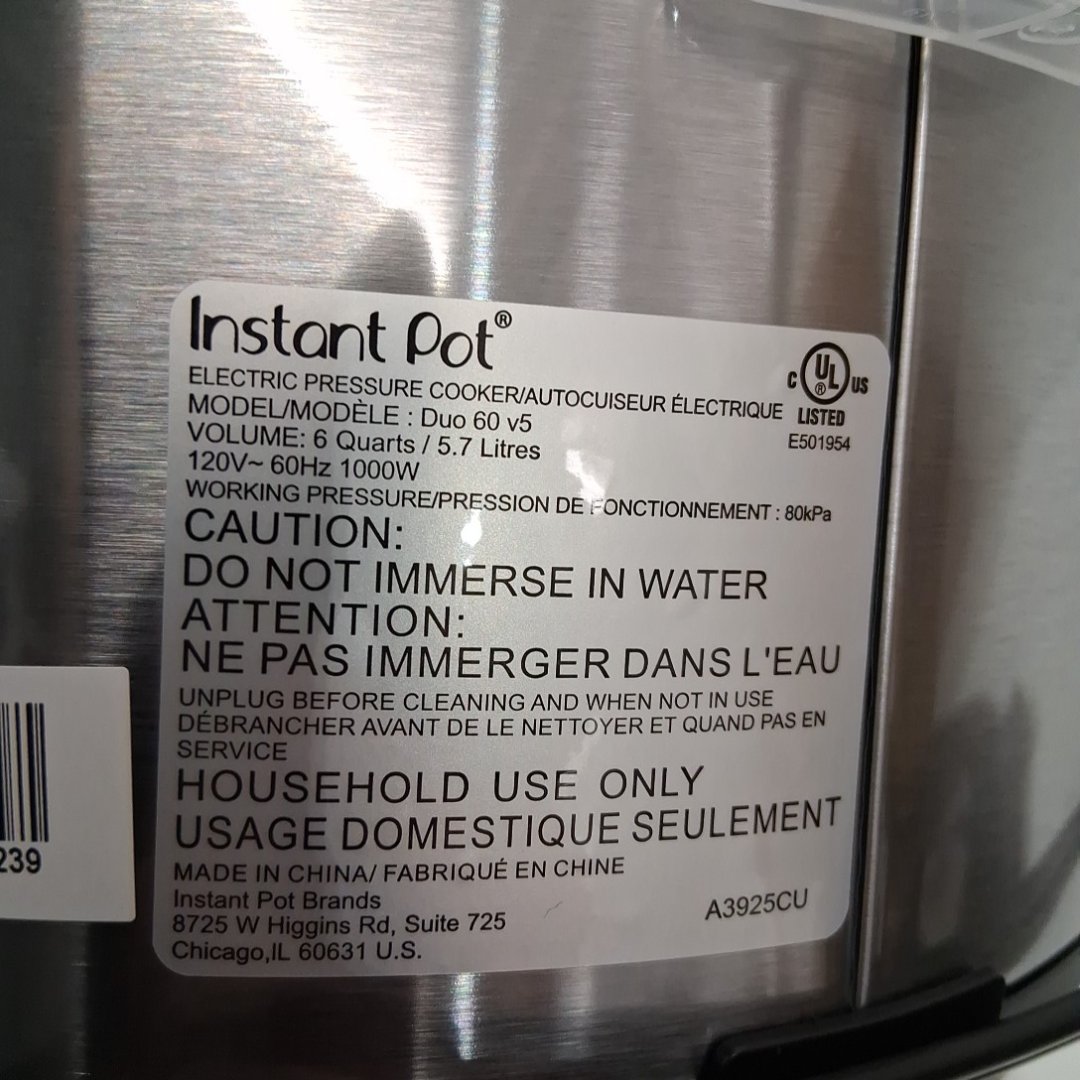 Instant Pot®
ELECTRIC PRESSURE COOKER/AUTOCUISEUR ÉLECTRIQUE
MODEL/MODÈLE : Duo 60 v5
VOLUME: 6 Quarts / 5.7 Litres
120V~ 60Hz 1000W
WORKING PRESSURE/PRESSION DE FONCTIONNEMENT : 80kPa
C UL® US
LISTED
E501954
CAUTION:
DO NOT IMMERSE IN WATER
ATTENTION:
NE PAS IMMERGER DANS L'EAU
UNPLUG BEFORE CLEANING AND WHEN NOT IN USE
DÉBRANCHER AVANT DE LE NETTOYER ET QUAND PAS EN
SERVICE
HOUSEHOLD USE ONLY
USAGE DOMESTIQUE SEULEMENT
MADE IN CHINA/ FABRIQUÉ EN CHINE
Instant Pot Brands
8725 W Higgins Rd, Suite 725
Chicago,IL 60631 U.S.
A3925CU
239